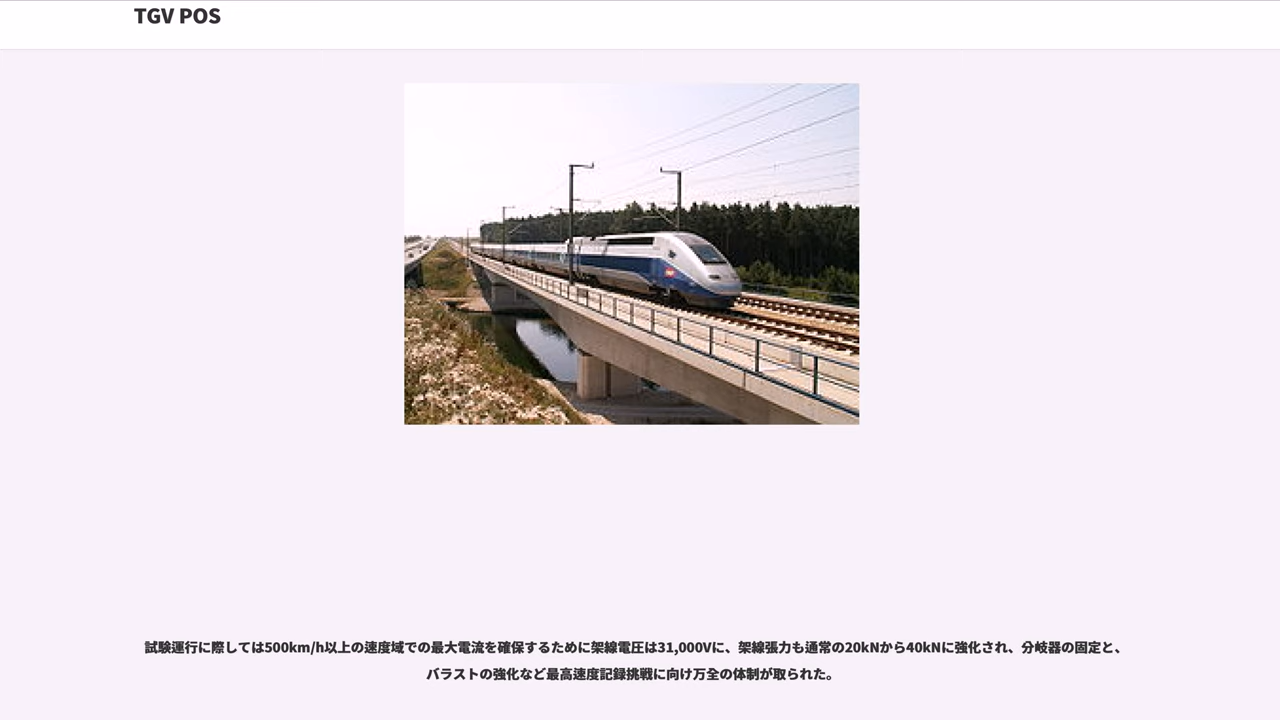 TGV POS
試験運行に際しては500km/h以上の速度域での最大電流を確保するために架線電圧は31,000Vに、架線張力も通常の20kNから40kNに強化され、分岐器の固定と、
バラストの強化など最高速度記録挑戦に向け万全の体制が取られた。